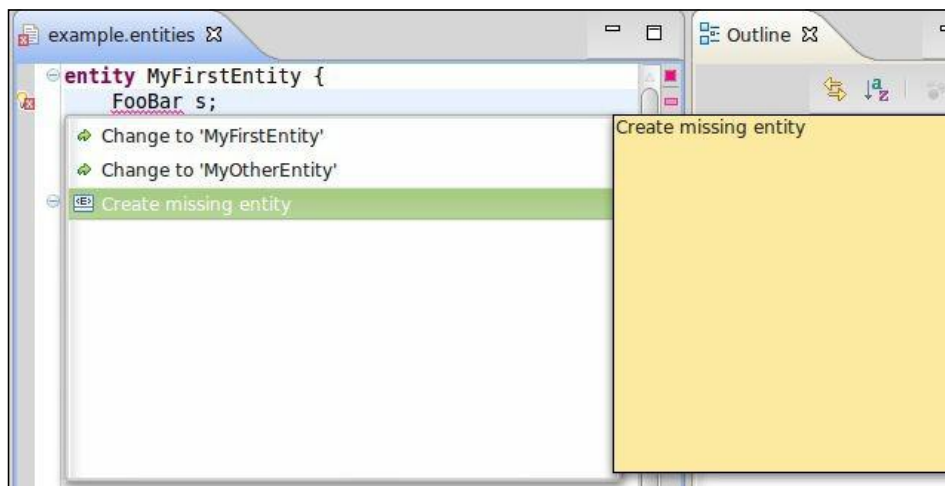 example.entities
Outline
entity MyFirstEntity {
FooBar s;
Change to 'MyFirstEntity'
Change to 'MyOtherEntity'
Create missing entity
Create missing entity